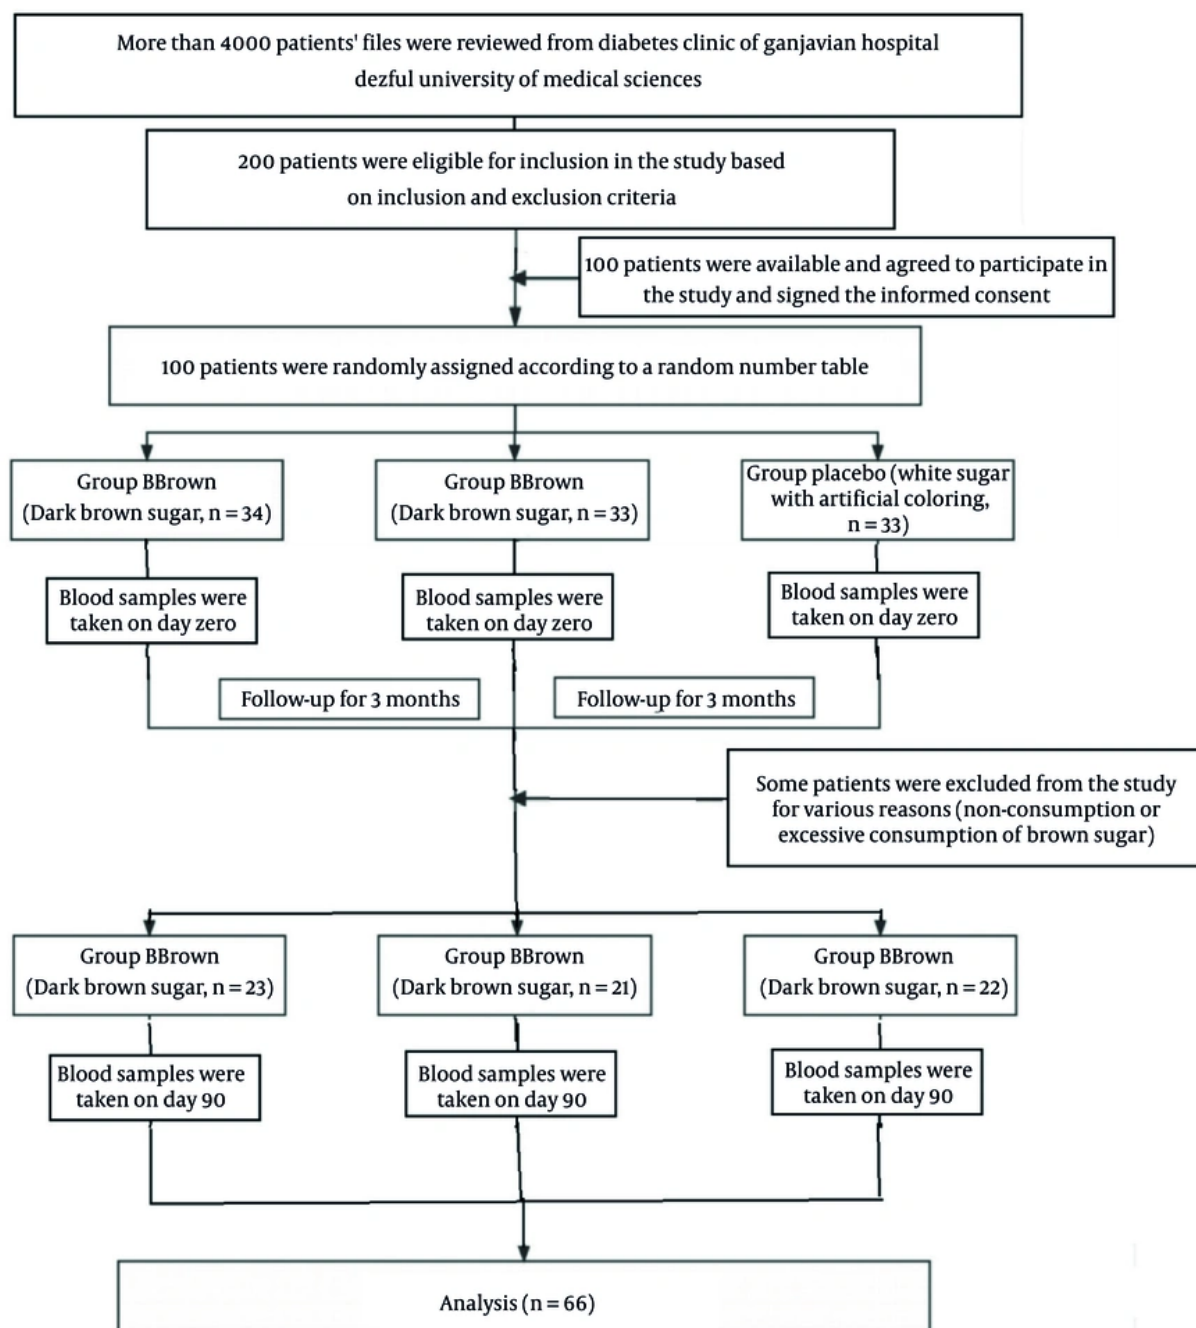 More than 4000 patients' files were reviewed from diabetes clinic of ganjavian hospital
dezful university of medical sciences
200 patients were eligible for inclusion in the study based
on inclusion and exclusion criteria
100 patients were available and agreed to participate in
the study and signed the informed consent
100 patients were randomly assigned according to a random number table
Group BBrown
(Dark brown sugar, n = 34)
Group BBrown
(Dark brown sugar, n = 33)
Group placebo (white sugar
with artificial coloring,
n = 33)
Blood samples were
taken on day zero
Blood samples were
taken on day zero
Blood samples were
taken on day zero
Follow-up for 3 months
Follow-up for 3 months
Some patients were excluded from the study
for various reasons (non-consumption or
excessive consumption of brown sugar)
Group BBrown
(Dark brown sugar, n = 23)
Group BBrown
(Dark brown sugar, n = 21)
Group BBrown
(Dark brown sugar, n = 22)
Blood samples were
taken on day 90
Blood samples were
taken on day 90
Blood samples were
taken on day 90
Analysis (n = 66)